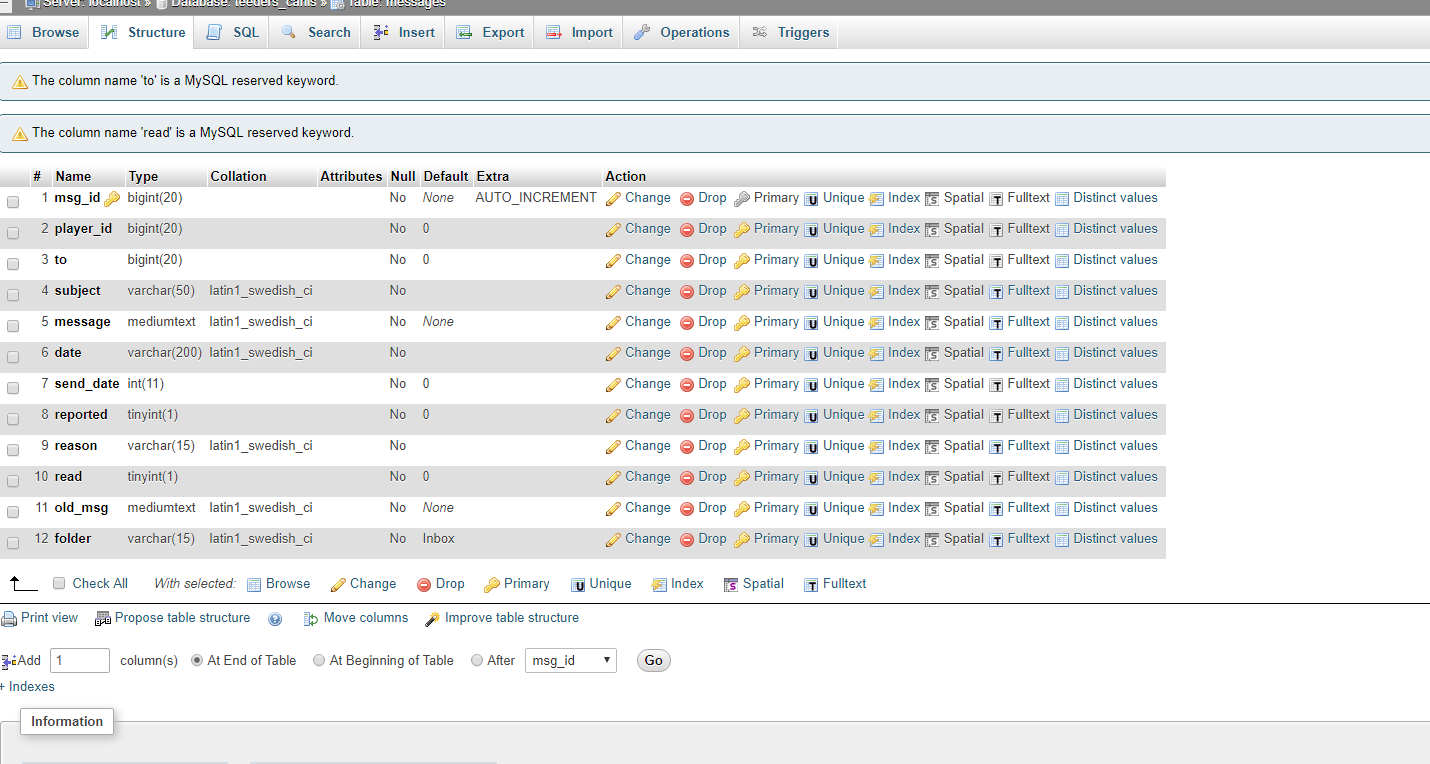 Server: localhost » Database: feeders_canis » Table: messages
Browse Structure SQL Search Insert Export Import Operations Triggers
The column name 'to' is a MySQL reserved keyword.
The column name 'read' is a MySQL reserved keyword.
# Name Type Collation Attributes Null Default Extra Action
1 msg_id bigint(20) No None AUTO_INCREMENT Change Drop Primary Unique Index Spatial Fulltext Distinct values
2 player_id bigint(20) No 0 Change Drop Primary Unique Index Spatial Fulltext Distinct values
3 to bigint(20) No 0 Change Drop Primary Unique Index Spatial Fulltext Distinct values
4 subject varchar(50) latin1_swedish_ci No Change Drop Primary Unique Index Spatial Fulltext Distinct values
5 message mediumtext latin1_swedish_ci No None Change Drop Primary Unique Index Spatial Fulltext Distinct values
6 date varchar(200) latin1_swedish_ci No Change Drop Primary Unique Index Spatial Fulltext Distinct values
7 send_date int(11) No 0 Change Drop Primary Unique Index Spatial Fulltext Distinct values
8 reported tinyint(1) No 0 Change Drop Primary Unique Index Spatial Fulltext Distinct values
9 reason varchar(15) latin1_swedish_ci No Change Drop Primary Unique Index Spatial Fulltext Distinct values
10 read tinyint(1) No 0 Change Drop Primary Unique Index Spatial Fulltext Distinct values
11 old_msg mediumtext latin1_swedish_ci No None Change Drop Primary Unique Index Spatial Fulltext Distinct values
12 folder varchar(15) latin1_swedish_ci No Inbox Change Drop Primary Unique Index Spatial Fulltext Distinct values
Check All With selected: Browse Change Drop Primary Unique Index Spatial Fulltext
Print view Propose table structure Move columns Improve table structure
Add 1 column(s) At End of Table At Beginning of Table After msg_id Go
+ Indexes
Information